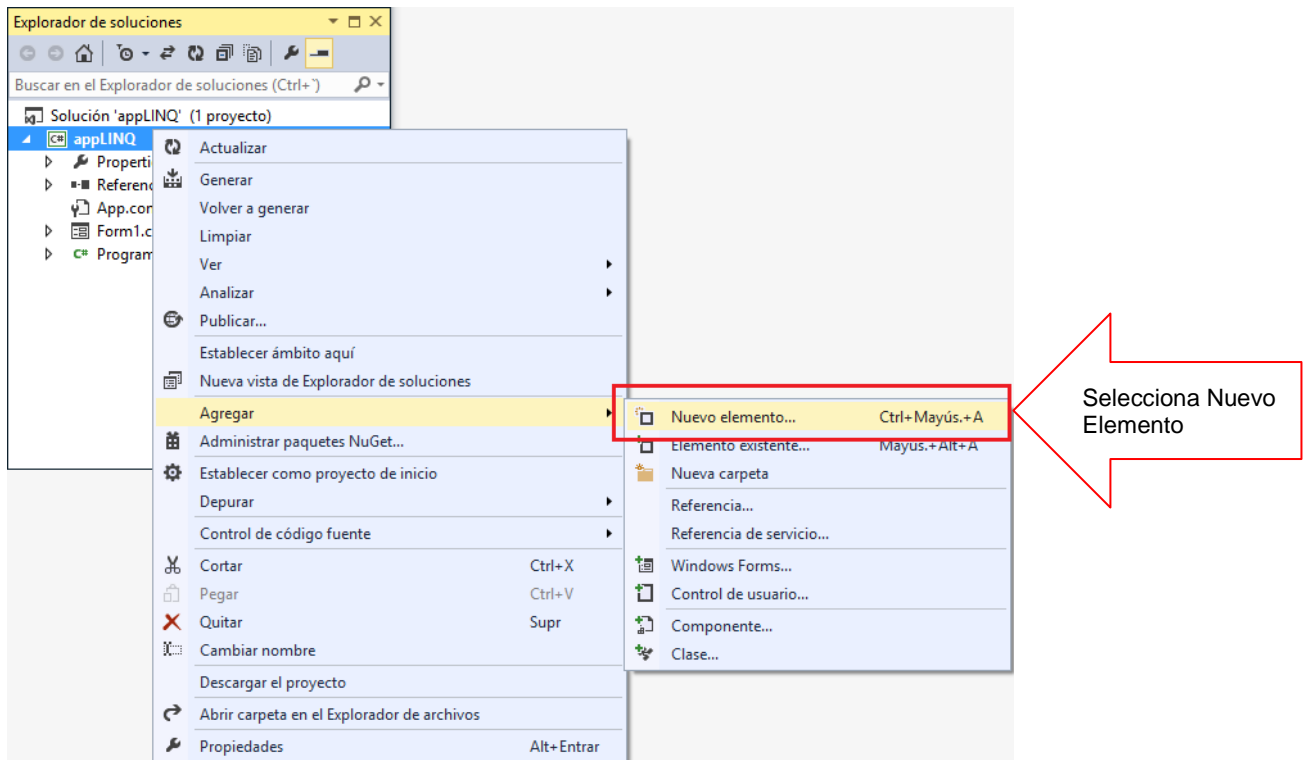 Explorador de soluciones
Buscar en el Explorador de soluciones (Ctrl+`)
Solución 'appLINQ' (1 proyecto)
C# appLINQ
Properti
Referenc
App.con
Form1.c
C# Program
Actualizar
Generar
Volver a generar
Limpiar
Ver
Analizar
Publicar...
Establecer ámbito aquí
Nueva vista de Explorador de soluciones
Agregar
Administrar paquetes NuGet...
Establecer como proyecto de inicio
Depurar
Control de código fuente
Cortar Ctrl+X
Pegar Ctrl+V
Quitar Supr
Cambiar nombre
Descargar el proyecto
Abrir carpeta en el Explorador de archivos
Propiedades Alt+Entrar
Nuevo elemento... Ctrl+Mayús.+A
Elemento existente... Mayús.+Alt+A
Nueva carpeta
Referencia...
Referencia de servicio...
Windows Forms...
Control de usuario...
Componente...
Clase...
Selecciona Nuevo
Elemento